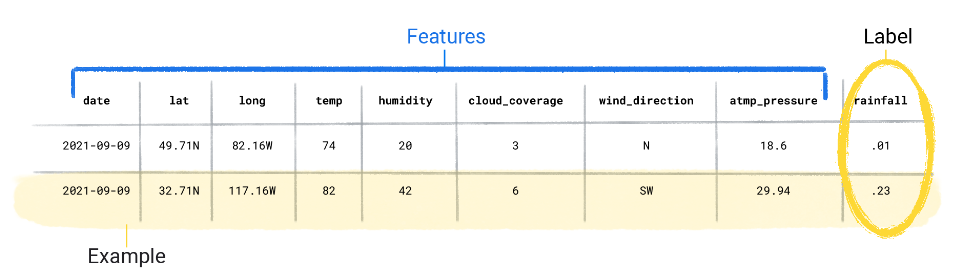 Features Label
date lat long temp humidity cloud_coverage wind_direction atmp_pressure rainfall
2021-09-09 49.71N 82.16W 74 20 3 N 18.6 .01
2021-09-09 32.71N 117.16W 82 42 6 SW 29.94 .23
Example